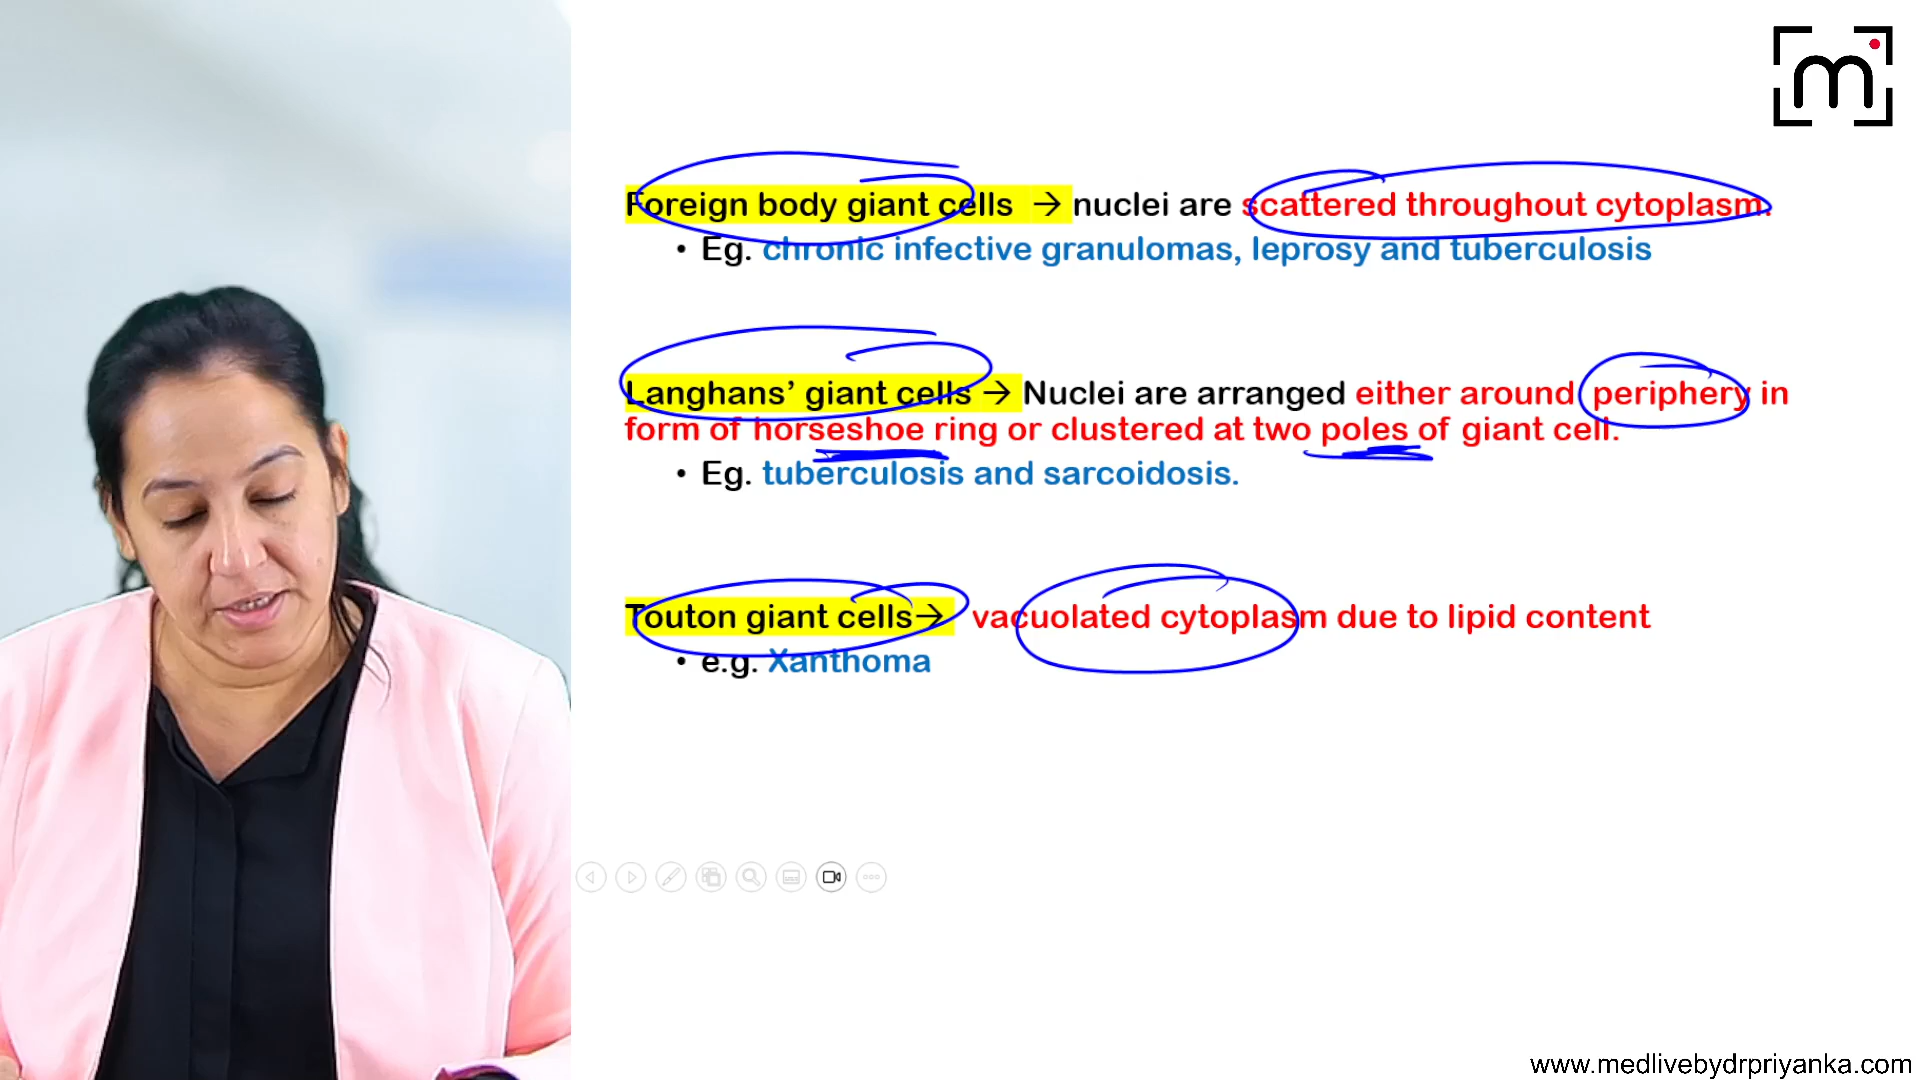 m
Foreign body giant cells → nuclei are scattered throughout cytoplasm.
• Eg. chronic infective granulomas, leprosy and tuberculosis
Langhans’ giant cells → Nuclei are arranged either around periphery in
form of horseshoe ring or clustered at two poles of giant cell.
• Eg. tuberculosis and sarcoidosis.
Touton giant cells→ vacuolated cytoplasm due to lipid content
• e.g. Xanthoma
www.medlivebydrpriyanka.com